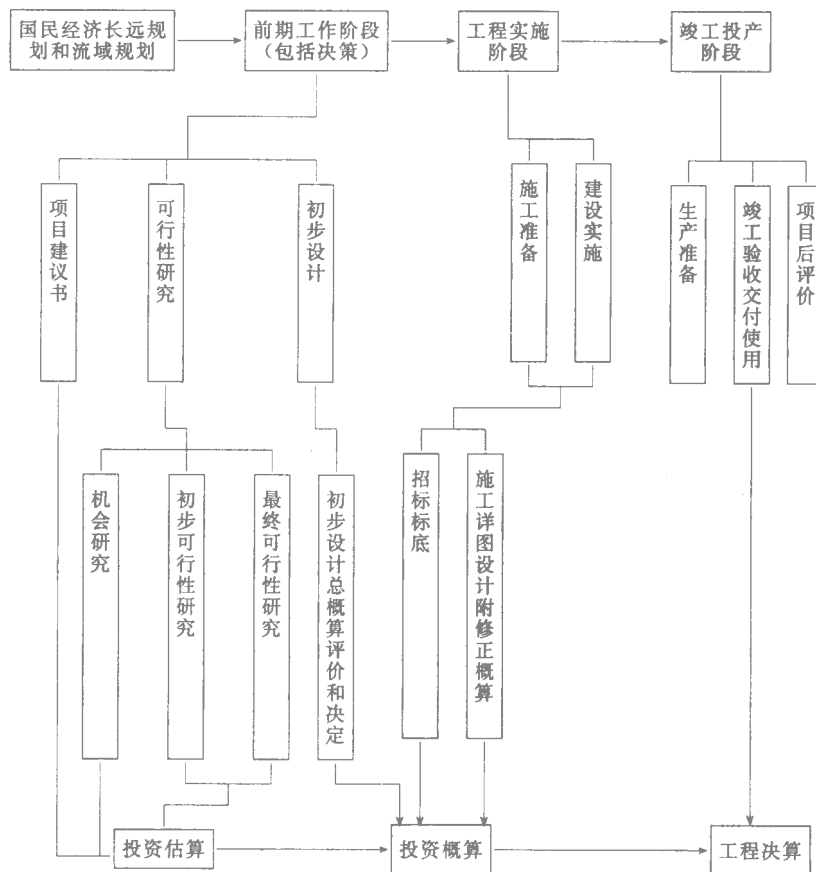 国民经济长远规
划和流域规划
前期工作阶段
（包括决策）
工程实施
阶段
竣工投产
阶段
项目建议书
可行性研究
初步设计
施工准备
建设实施
生产准备
竣工验收交付使用
项目后评价
机会研究
初步可行性研究
最终可行性研究
初步设计总概算评价和决定
招标标底
施工详图设计附修正概算
投资估算
投资概算
工程决算